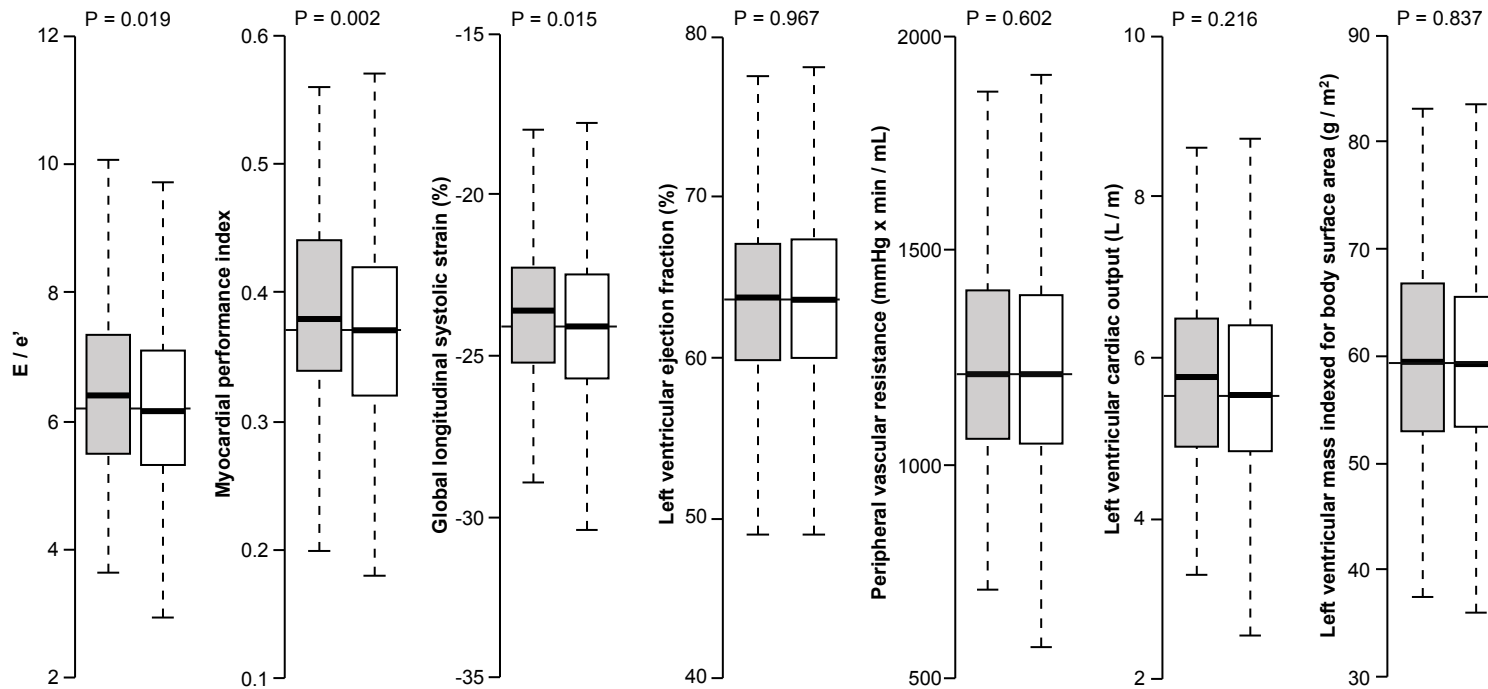 P = 0.019
12
10
8
6
4
2
E / e'
P = 0.002
0.6
0.5
0.4
0.3
0.2
0.1
Myocardial performance index
P = 0.015
-15
-20
-25
-30
-35
Global longitudinal systolic strain (%)
P = 0.967
80
70
60
50
40
Left ventricular ejection fraction (%)
P = 0.602
2000
1500
1000
500
Peripheral vascular resistance (mmHg x min / mL)
P = 0.216
10
8
6
4
2
Left ventricular cardiac output (L / m)
P = 0.837
90
80
70
60
50
40
30
Left ventricular mass indexed for body surface area (g / m²)